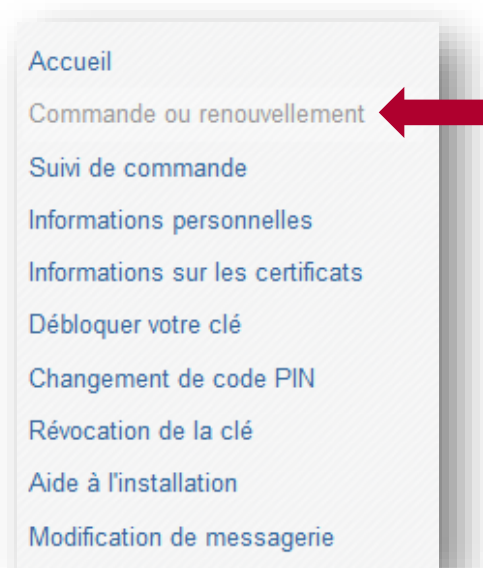 Accueil
Commande ou renouvellement
Suivi de commande
Informations personnelles
Informations sur les certificats
Débloquer votre clé
Changement de code PIN
Révocation de la clé
Aide à l'installation
Modification de messagerie